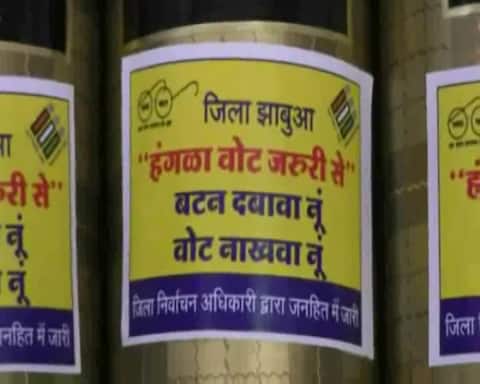 जिला झाबुआ
"हंगळा वोट जरुरी से"
बटन दबावा नूं
वोट नाखवा नूं
जिला निर्वाचन अधिकारी द्वारा जनहित में जारी